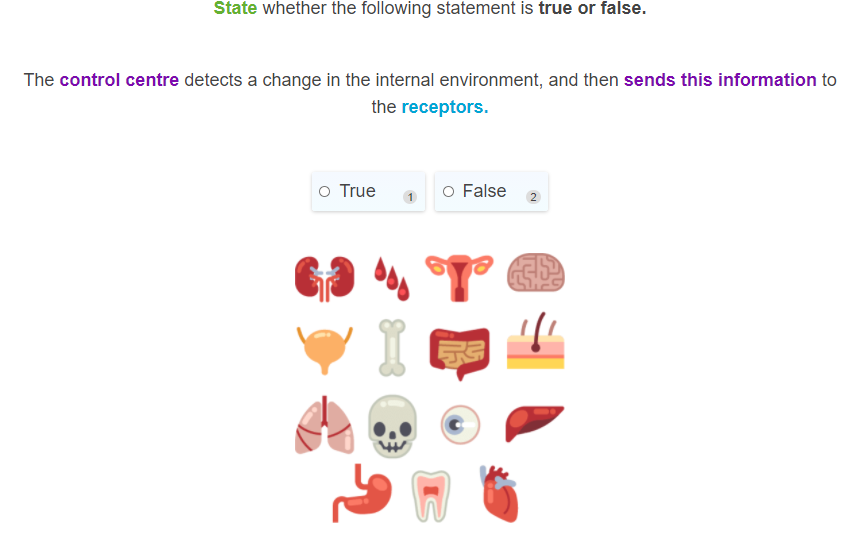 State whether the following statement is true or false.
The control centre detects a change in the internal environment, and then sends this information to
the receptors.
True 1 False 2